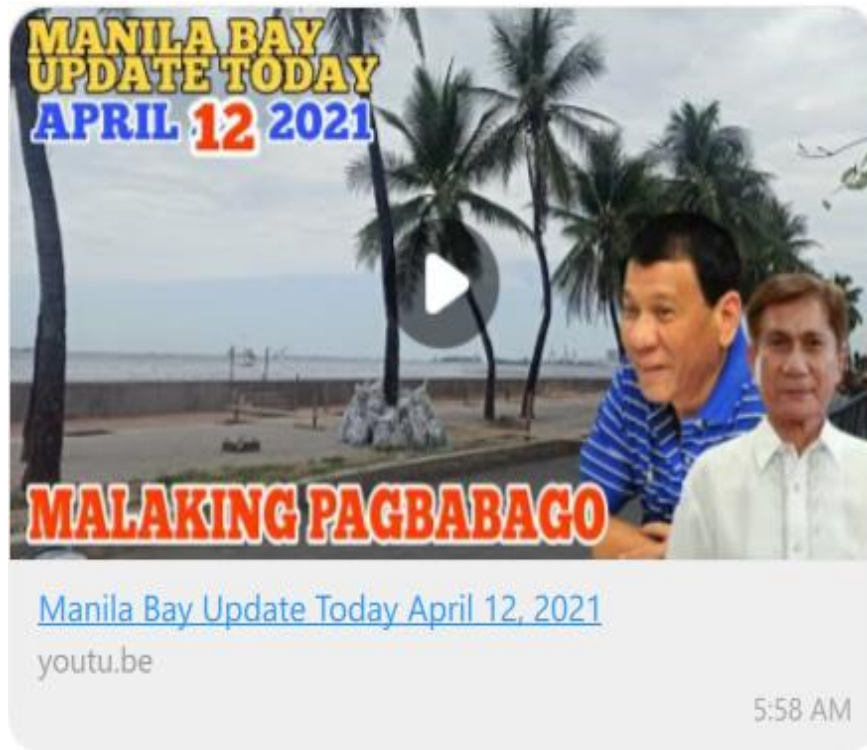 MANILA BAY
UPDATE TODAY
APRIL 12 2021
MALAKING PAGBABAGO
Manila Bay Update Today April 12, 2021
youtu.be
5:58 AM